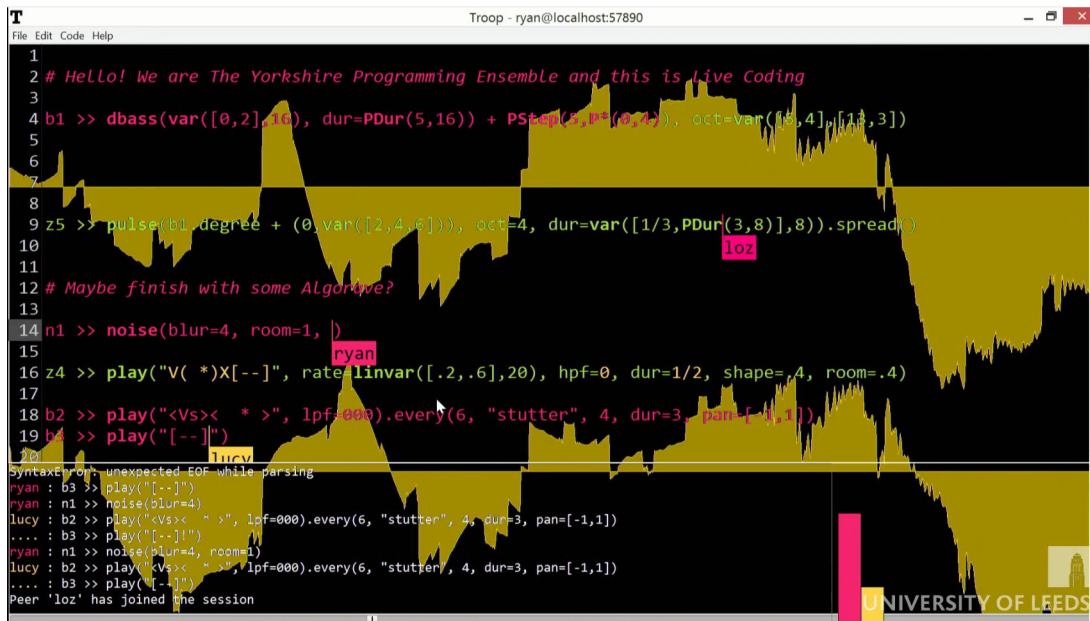 T
Troop - ryan@localhost:57890
File Edit Code Help
1
2 # Hello! We are The Yorkshire Programming Ensemble and this is Live Coding
3
4 b1 >> dbass(var([0,2],16), dur=PDur(5,16)) + PStep(5,P*(0,4)), oct=var([5,4],[13,3])
5
6
7
8
9 z5 >> pulse(b1.degree + (0,var([2,4,6])), oct=4, dur=var([1/3,PDur(3,8)],8)).spread()
10 loz
11
12 # Maybe finish with some Algorave?
13
14 n1 >> noise(blur=4, room=1, )
15 ryan
16 z4 >> play("V( *)X[--]", rate=linvar([.2,.6],20), hpf=0, dur=1/2, shape=.4, room=.4)
17
18 b2 >> play("<Vs>< * >", lpf=000).every(6, "stutter", 4, dur=3, pan=[-1,1])
19 b3 >> play("[--]")
20 lucy
SyntaxError: unexpected EOF while parsing
ryan : b3 >> play("[--]")
ryan : n1 >> noise(blur=4)
lucy : b2 >> play("<Vs>< * >", lpf=000).every(6, "stutter", 4, dur=3, pan=[-1,1])
.... : b3 >> play("[--]!")
ryan : n1 >> noise(blur=4, room=1)
lucy : b2 >> play("<Vs>< * >", lpf=000).every(6, "stutter", 4, dur=3, pan=[-1,1])
.... : b3 >> play("[--]")
Peer 'loz' has joined the session
UNIVERSITY OF LEEDS